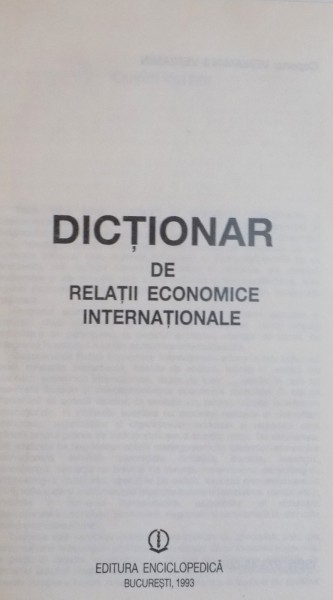 DICȚIONAR
DE
RELAȚII ECONOMICE
INTERNAȚIONALE
EDITURA ENCICLOPEDICĂ
BUCUREȘTI, 1993